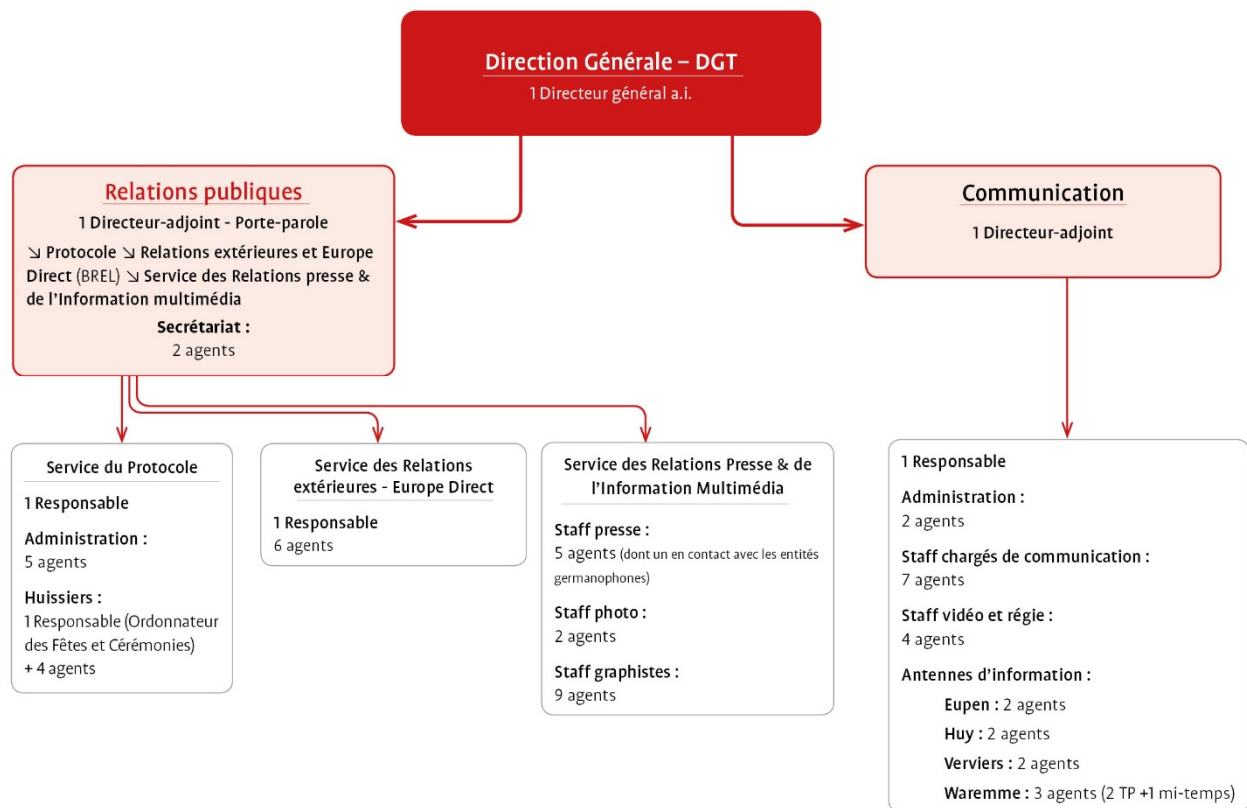 Direction Générale – DGT
1 Directeur général a.i.
Relations publiques
1 Directeur-adjoint - Porte-parole
↘ Protocole ↘ Relations extérieures et Europe
Direct (BREL) ↘ Service des Relations presse &
de l'Information multimédia
Secrétariat :
2 agents
Communication
1 Directeur-adjoint
Service du Protocole
1 Responsable
Administration :
5 agents
Huissiers :
1 Responsable (Ordonnateur
des Fêtes et Cérémonies)
+ 4 agents
Service des Relations
extérieures - Europe Direct
1 Responsable
6 agents
Service des Relations Presse & de
l'Information Multimédia
Staff presse :
5 agents (dont un en contact avec les entités
germanophones)
Staff photo :
2 agents
Staff graphistes :
9 agents
1 Responsable
Administration :
2 agents
Staff chargés de communication :
7 agents
Staff vidéo et régie :
4 agents
Antennes d'information :
Eupen : 2 agents
Huy : 2 agents
Verviers : 2 agents
Waremme : 3 agents (2 TP +1 mi-temps)